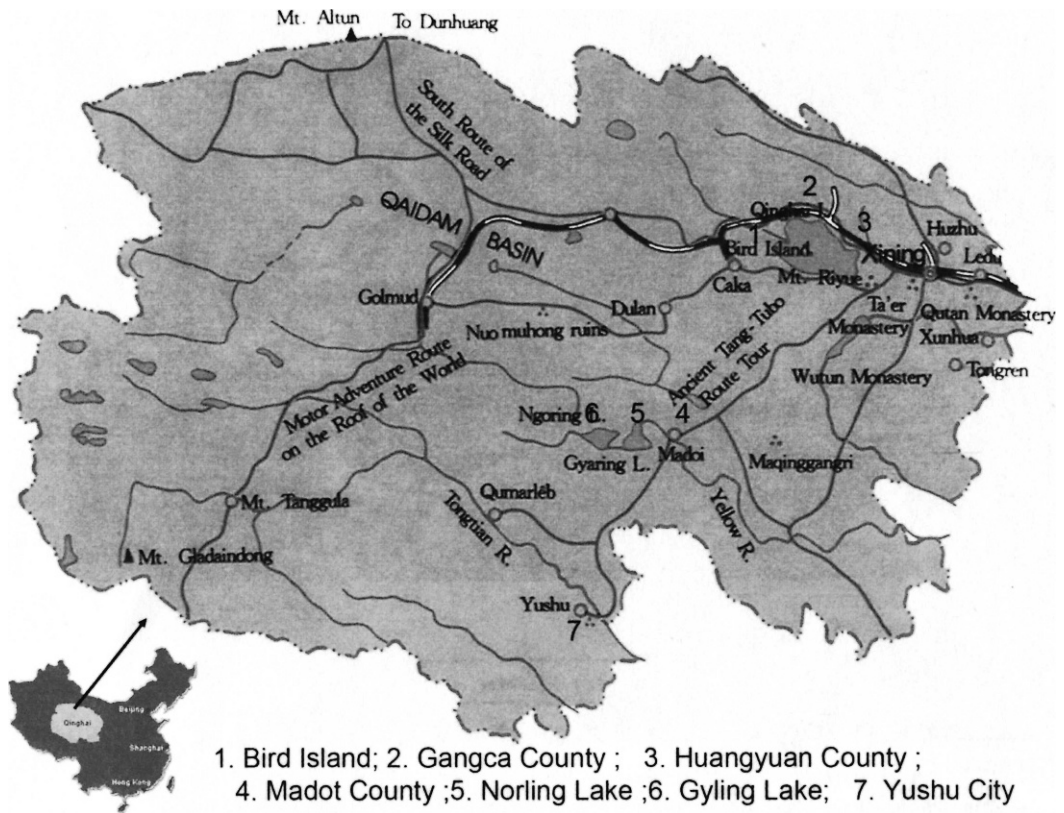 Mt. Altun
To Dunhuang
South Route of
the Silk Road
QAIDAM
BASIN
2
Qinghai L.
3
1
Huzhu
Bird Island.
Xining
Ledu
Mt. Riyue
Caka
Golmud
Dulan
Ta'er
Monastery
Qutan Monastery
Nuo muhong ruins
Xunhua
Ancient Tang-Tubo
Route Tour
Tongren
Wutun Monastery
Motor Adventure Route
on the Roof of the World
Ngoring L.
6
5
4
Gyaring L.
Madoi
Maqinggangri
Mt. Tanggula
Qumarlêb
Tongtian R.
Yellow R.
Mt. Gladaindong
Yushu
7
Qinghai
Beijing
Shanghai
Hong Kong
1. Bird Island; 2. Gangca County ; 3. Huangyuan County ;
4. Madot County ;5. Norling Lake ;6. Gyling Lake; 7. Yushu City